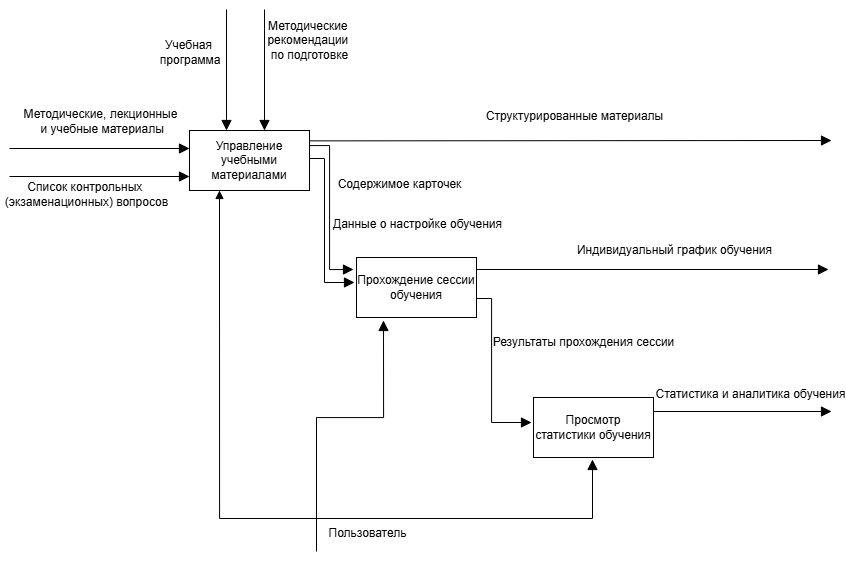 Учебная
программа
Методические
рекомендации
по подготовке
Методические, лекционные
и учебные материалы
Список контрольных
(экзаменационных) вопросов
Управление
учебными
материалами
Структурированные материалы
Содержимое карточек
Данные о настройке обучения
Прохождение сессии
обучения
Индивидуальный график обучения
Результаты прохождения сессии
Просмотр
статистики обучения
Статистика и аналитика обучения
Пользователь